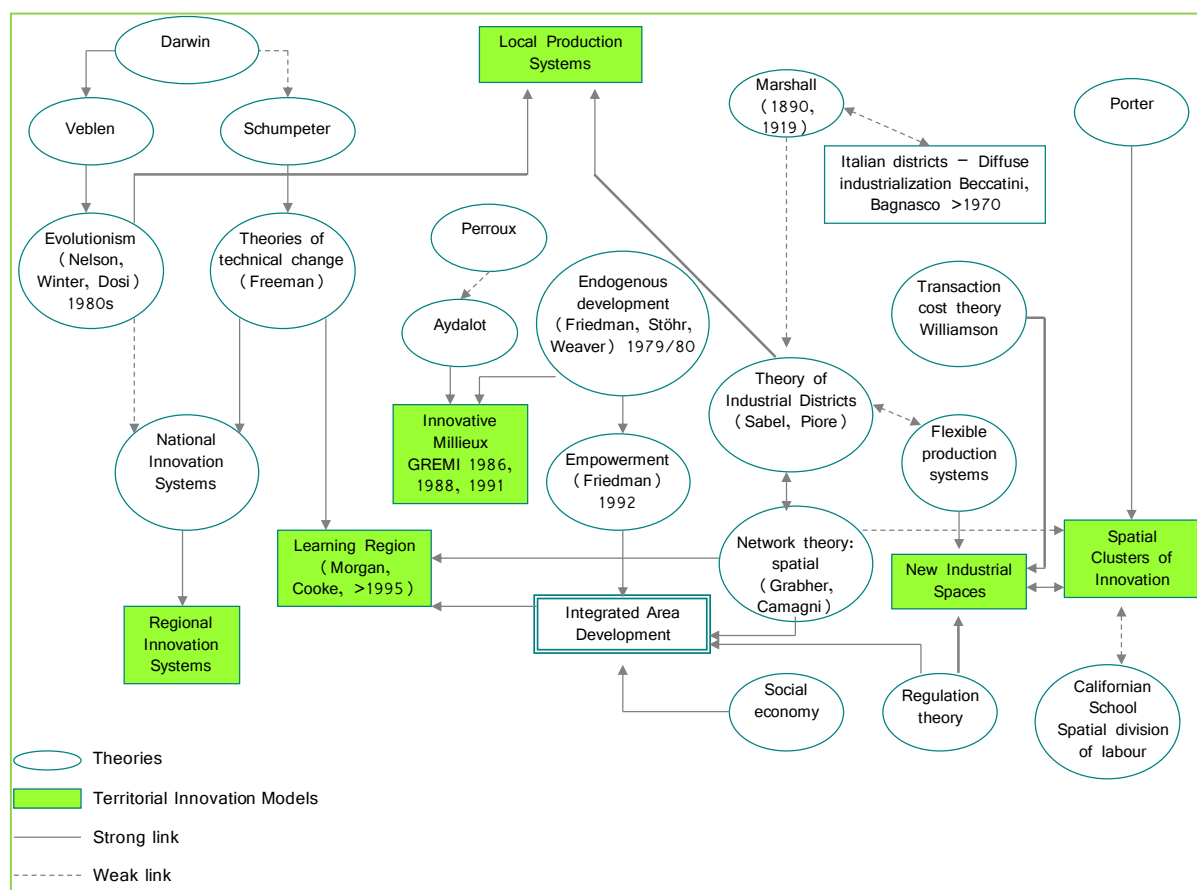 Darwin
Local Production
Systems
Marshall
(1890,
1919)
Porter
Veblen
Schumpeter
Italian districts – Diffuse
industrialization Beccatini,
Bagnasco >1970
Evolutionism
(Nelson,
Winter, Dosi)
1980s
Theories of
technical change
(Freeman)
Perroux
Endogenous
development
(Friedman, Stöhr,
Weaver) 1979/80
Transaction
cost theory
Williamson
Aydalot
Theory of
Industrial Districts
(Sabel, Piore)
Innovative
Millieux
GREMI 1986,
1988, 1991
National
Innovation
Systems
Empowerment
(Friedman)
1992
Flexible
production
systems
Learning Region
(Morgan,
Cooke, >1995)
Network theory:
spatial
(Grabher,
Camagni)
New Industrial
Spaces
Spatial
Clusters of
Innovation
Regional
Innovation
Systems
Integrated Area
Development
Social
economy
Regulation
theory
Californian
School
Spatial division
of labour
Theories
Territorial Innovation Models
Strong link
Weak link